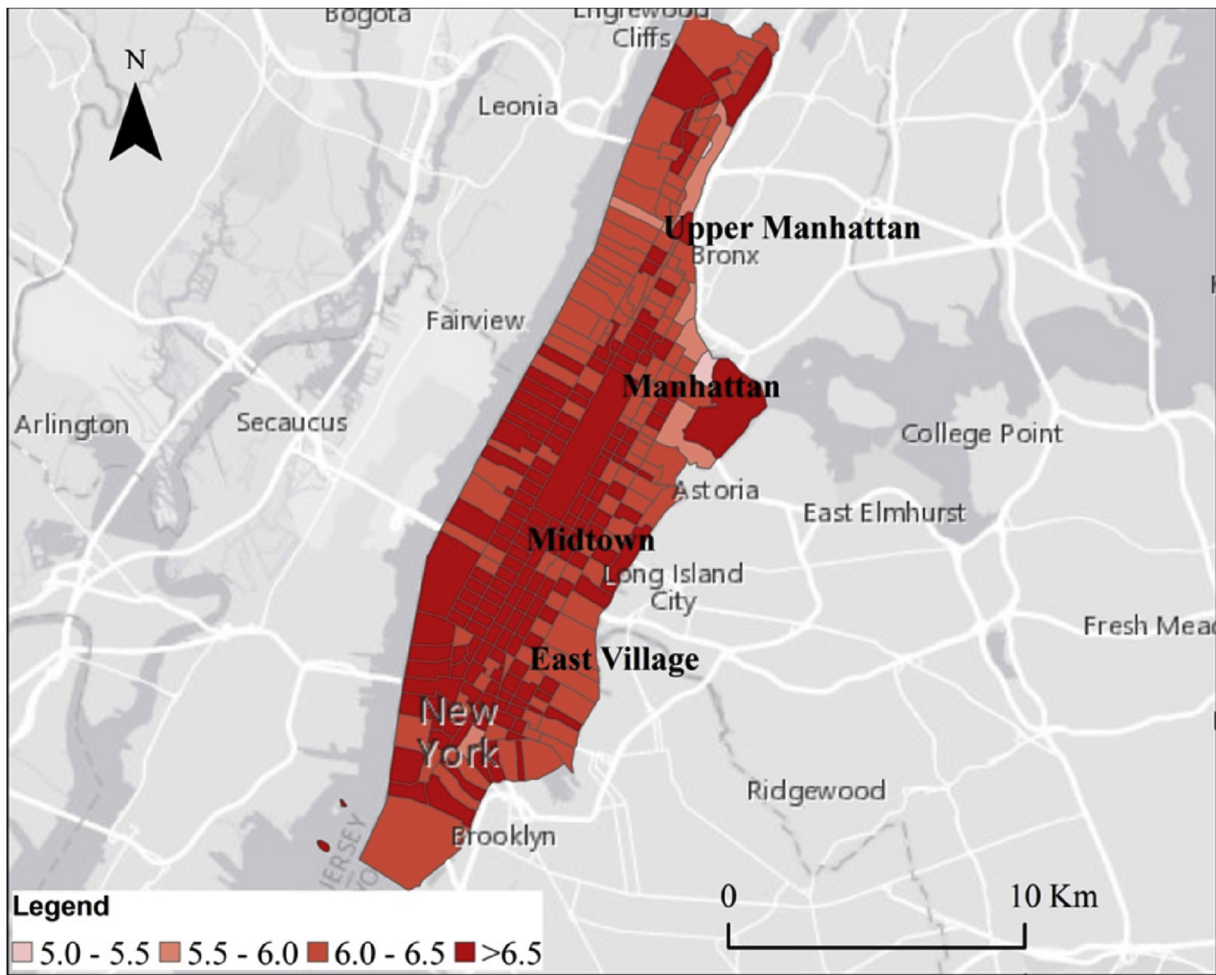 Bogota
Englewood
Cliffs
N
Leonia
Upper Manhattan
Bronx
Fairview
Manhattan
Arlington
Secaucus
College Point
Astoria
East Elmhurst
Midtown
Long Island
City
Fresh Mead
East Village
New
York
Ridgewood
Brooklyn
JERSEY
0
10 Km
Legend
5.0 - 5.5
5.5 - 6.0
6.0 - 6.5
>6.5